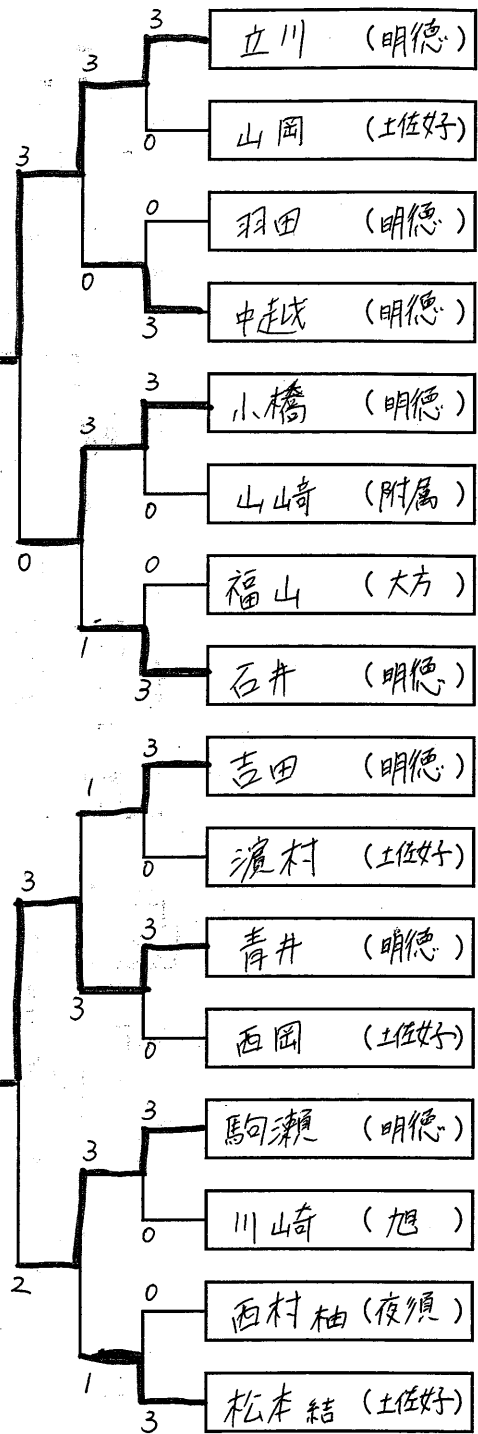 3
立川 (明徳)
3
0
山岡 (土佐女子)
3
0
羽田 (明徳)
0
3
中越 (明徳)
3
小橋 (明徳)
3
0
山崎 (附属)
0
0
福山 (大方)
1
3
石井 (明徳)
3
吉田 (明徳)
1
0
濵村 (土佐女子)
3
3
青井 (明徳)
3
0
西岡 (土佐女子)
3
駒瀬 (明徳)
3
0
川崎 (旭)
2
0
西村柚 (夜須)
1
3
松本結 (土佐女子)